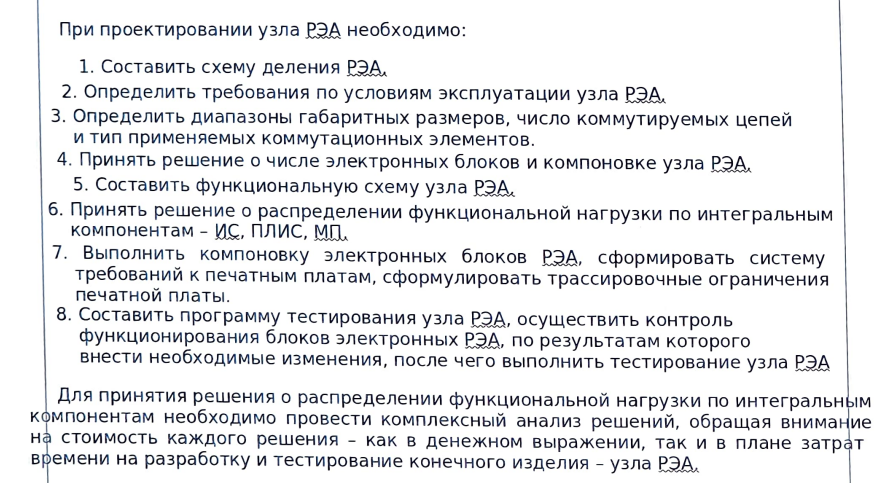 При проектировании узла РЭА необходимо:
1. Составить схему деления РЭА.
2. Определить требования по условиям эксплуатации узла РЭА.
3. Определить диапазоны габаритных размеров, число коммутируемых цепей
и тип применяемых коммутационных элементов.
4. Принять решение о числе электронных блоков и компоновке узла РЭА.
5. Составить функциональную схему узла РЭА.
6. Принять решение о распределении функциональной нагрузки по интегральным
компонентам – ИС, ПЛИС, МП.
7. Выполнить компоновку электронных блоков РЭА, сформировать систему
требований к печатным платам, сформулировать трассировочные ограничения
печатной платы.
8. Составить программу тестирования узла РЭА, осуществить контроль
функционирования блоков электронных РЭА, по результатам которого
внести необходимые изменения, после чего выполнить тестирование узла РЭА
Для принятия решения о распределении функциональной нагрузки по интегральным
компонентам необходимо провести комплексный анализ решений, обращая внимание
на стоимость каждого решения – как в денежном выражении, так и в плане затрат
времени на разработку и тестирование конечного изделия – узла РЭА.